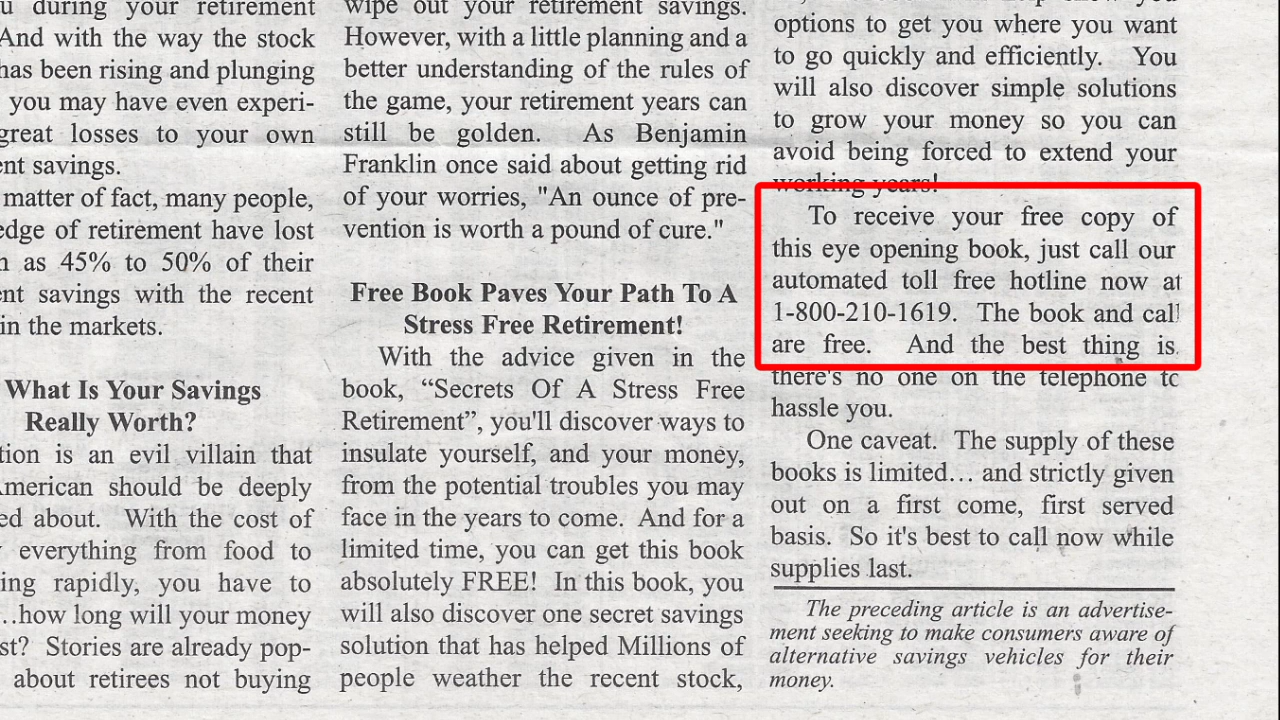 u during your retirement
And with the way the stock
has been rising and plunging
you may have even experi-
great losses to your own
ent savings.
matter of fact, many people,
edge of retirement have lost
n as 45% to 50% of their
ent savings with the recent
in the markets.
What Is Your Savings
Really Worth?
tion is an evil villain that
American should be deeply
ed about. With the cost of
everything from food to
ing rapidly, you have to
…how long will your money
st? Stories are already pop-
about retirees not buying
wipe out your retirement savings.
However, with a little planning and a
better understanding of the rules of
the game, your retirement years can
still be golden. As Benjamin
Franklin once said about getting rid
of your worries, "An ounce of pre-
vention is worth a pound of cure."
Free Book Paves Your Path To A
Stress Free Retirement!
With the advice given in the
book, “Secrets Of A Stress Free
Retirement”, you'll discover ways to
insulate yourself, and your money,
from the potential troubles you may
face in the years to come. And for a
limited time, you can get this book
absolutely FREE! In this book, you
will also discover one secret savings
solution that has helped Millions of
people weather the recent stock,
options to get you where you want
to go quickly and efficiently. You
will also discover simple solutions
to grow your money so you can
avoid being forced to extend your
working years!
To receive your free copy of
this eye opening book, just call our
automated toll free hotline now at
1-800-210-1619. The book and call
are free. And the best thing is,
there's no one on the telephone to
hassle you.
One caveat. The supply of these
books is limited… and strictly given
out on a first come, first served
basis. So it's best to call now while
supplies last.
The preceding article is an advertise-
ment seeking to make consumers aware of
alternative savings vehicles for their
money.